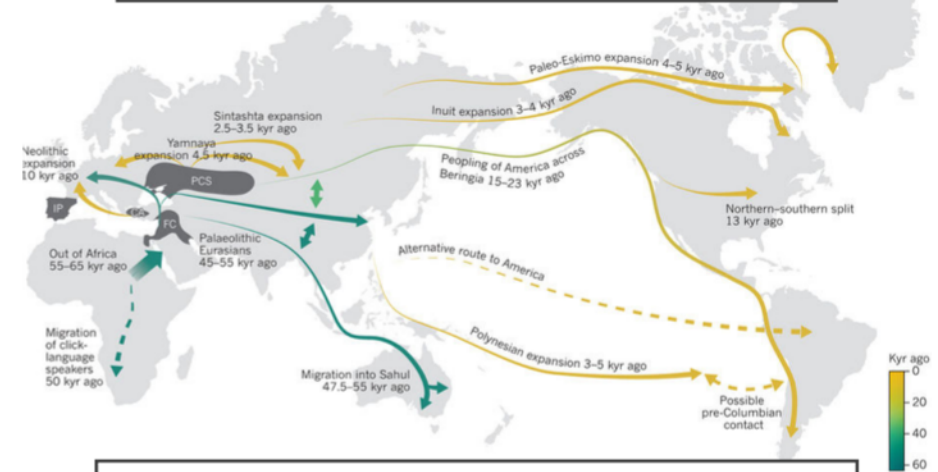 Paleo-Eskimo expansion 4–5 kyr ago
Inuit expansion 3–4 kyr ago
Sintashta expansion
2.5–3.5 kyr ago
Yamnaya
expansion 4.5 kyr ago
Neolithic
expansion
10 kyr ago
PCS
Peopling of America across
Beringia 15–23 kyr ago
IP
FC
Northern–southern split
13 kyr ago
Out of Africa
55–65 kyr ago
Palaeolithic
Eurasians
45–55 kyr ago
Alternative route to America
Migration
of click-
language
speakers
50 kyr ago
Polynesian expansion 3–5 kyr ago
Migration into Sahul
47.5–55 kyr ago
Possible
pre-Columbian
contact
Kyr ago
0
20
40
60